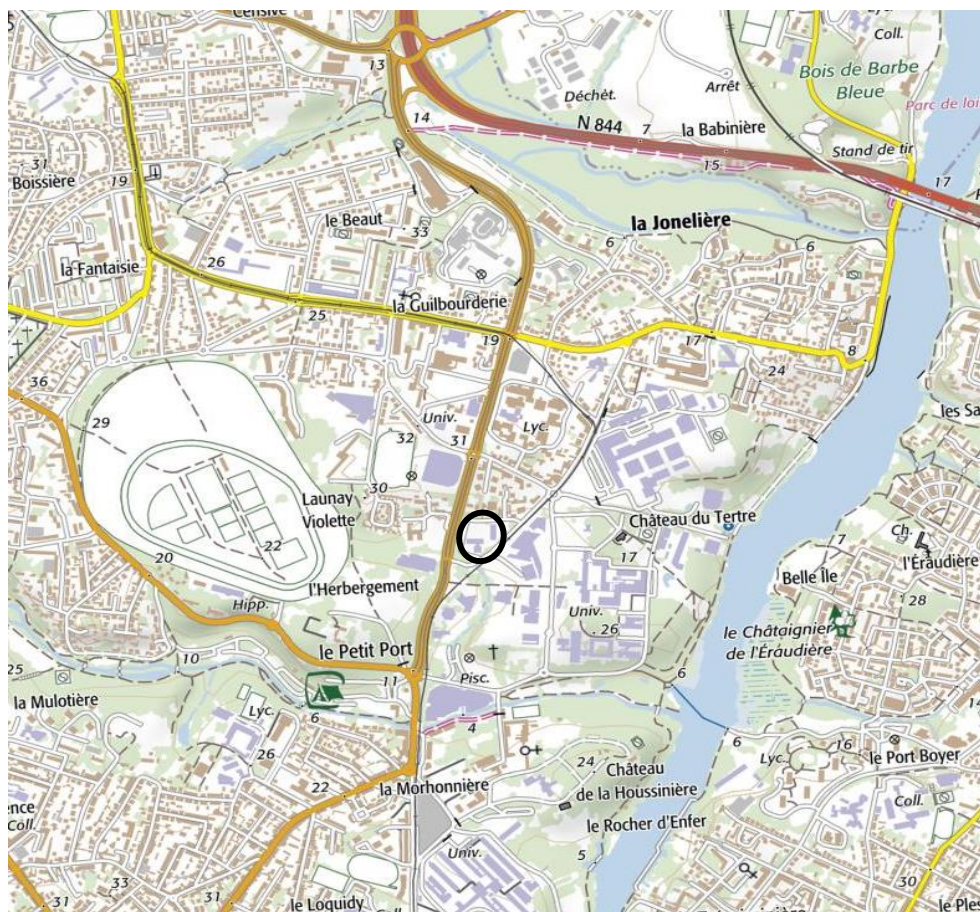 Censive
13
Coll.
Bois de Barbe
Bleue
Arrêt
Déchèt.
Parc de loi
14
N 844
7
la Babinière
31
Boissière
15
Stand de tir
19
17
le Beaut
33
la Jonelière
6
6
la Fantaisie
26
la Guilbourderie
25
19
17
8
24
36
les Sa
29
Univ.
32
31
Lyc.
Launay
Violette
30
Château du Tertre
Ch.
7
l'Éraudière
20
22
17
Belle Île
l'Herbergement
28
Hipp.
Univ.
26
le Châtaignier
de l'Éraudière
le Petit Port
10
25
11
Pisc.
6
la Mulotière
Lyc.
6
14
4
6
26
16
le Port Boyer
24
Lyc.
Château
de la Houssinière
22
la Morhonnière
ence
Coll.
Coll.
le Rocher d'Enfer
Univ.
5
33
30
31
31
le Loquidy
Coll.
le Ples